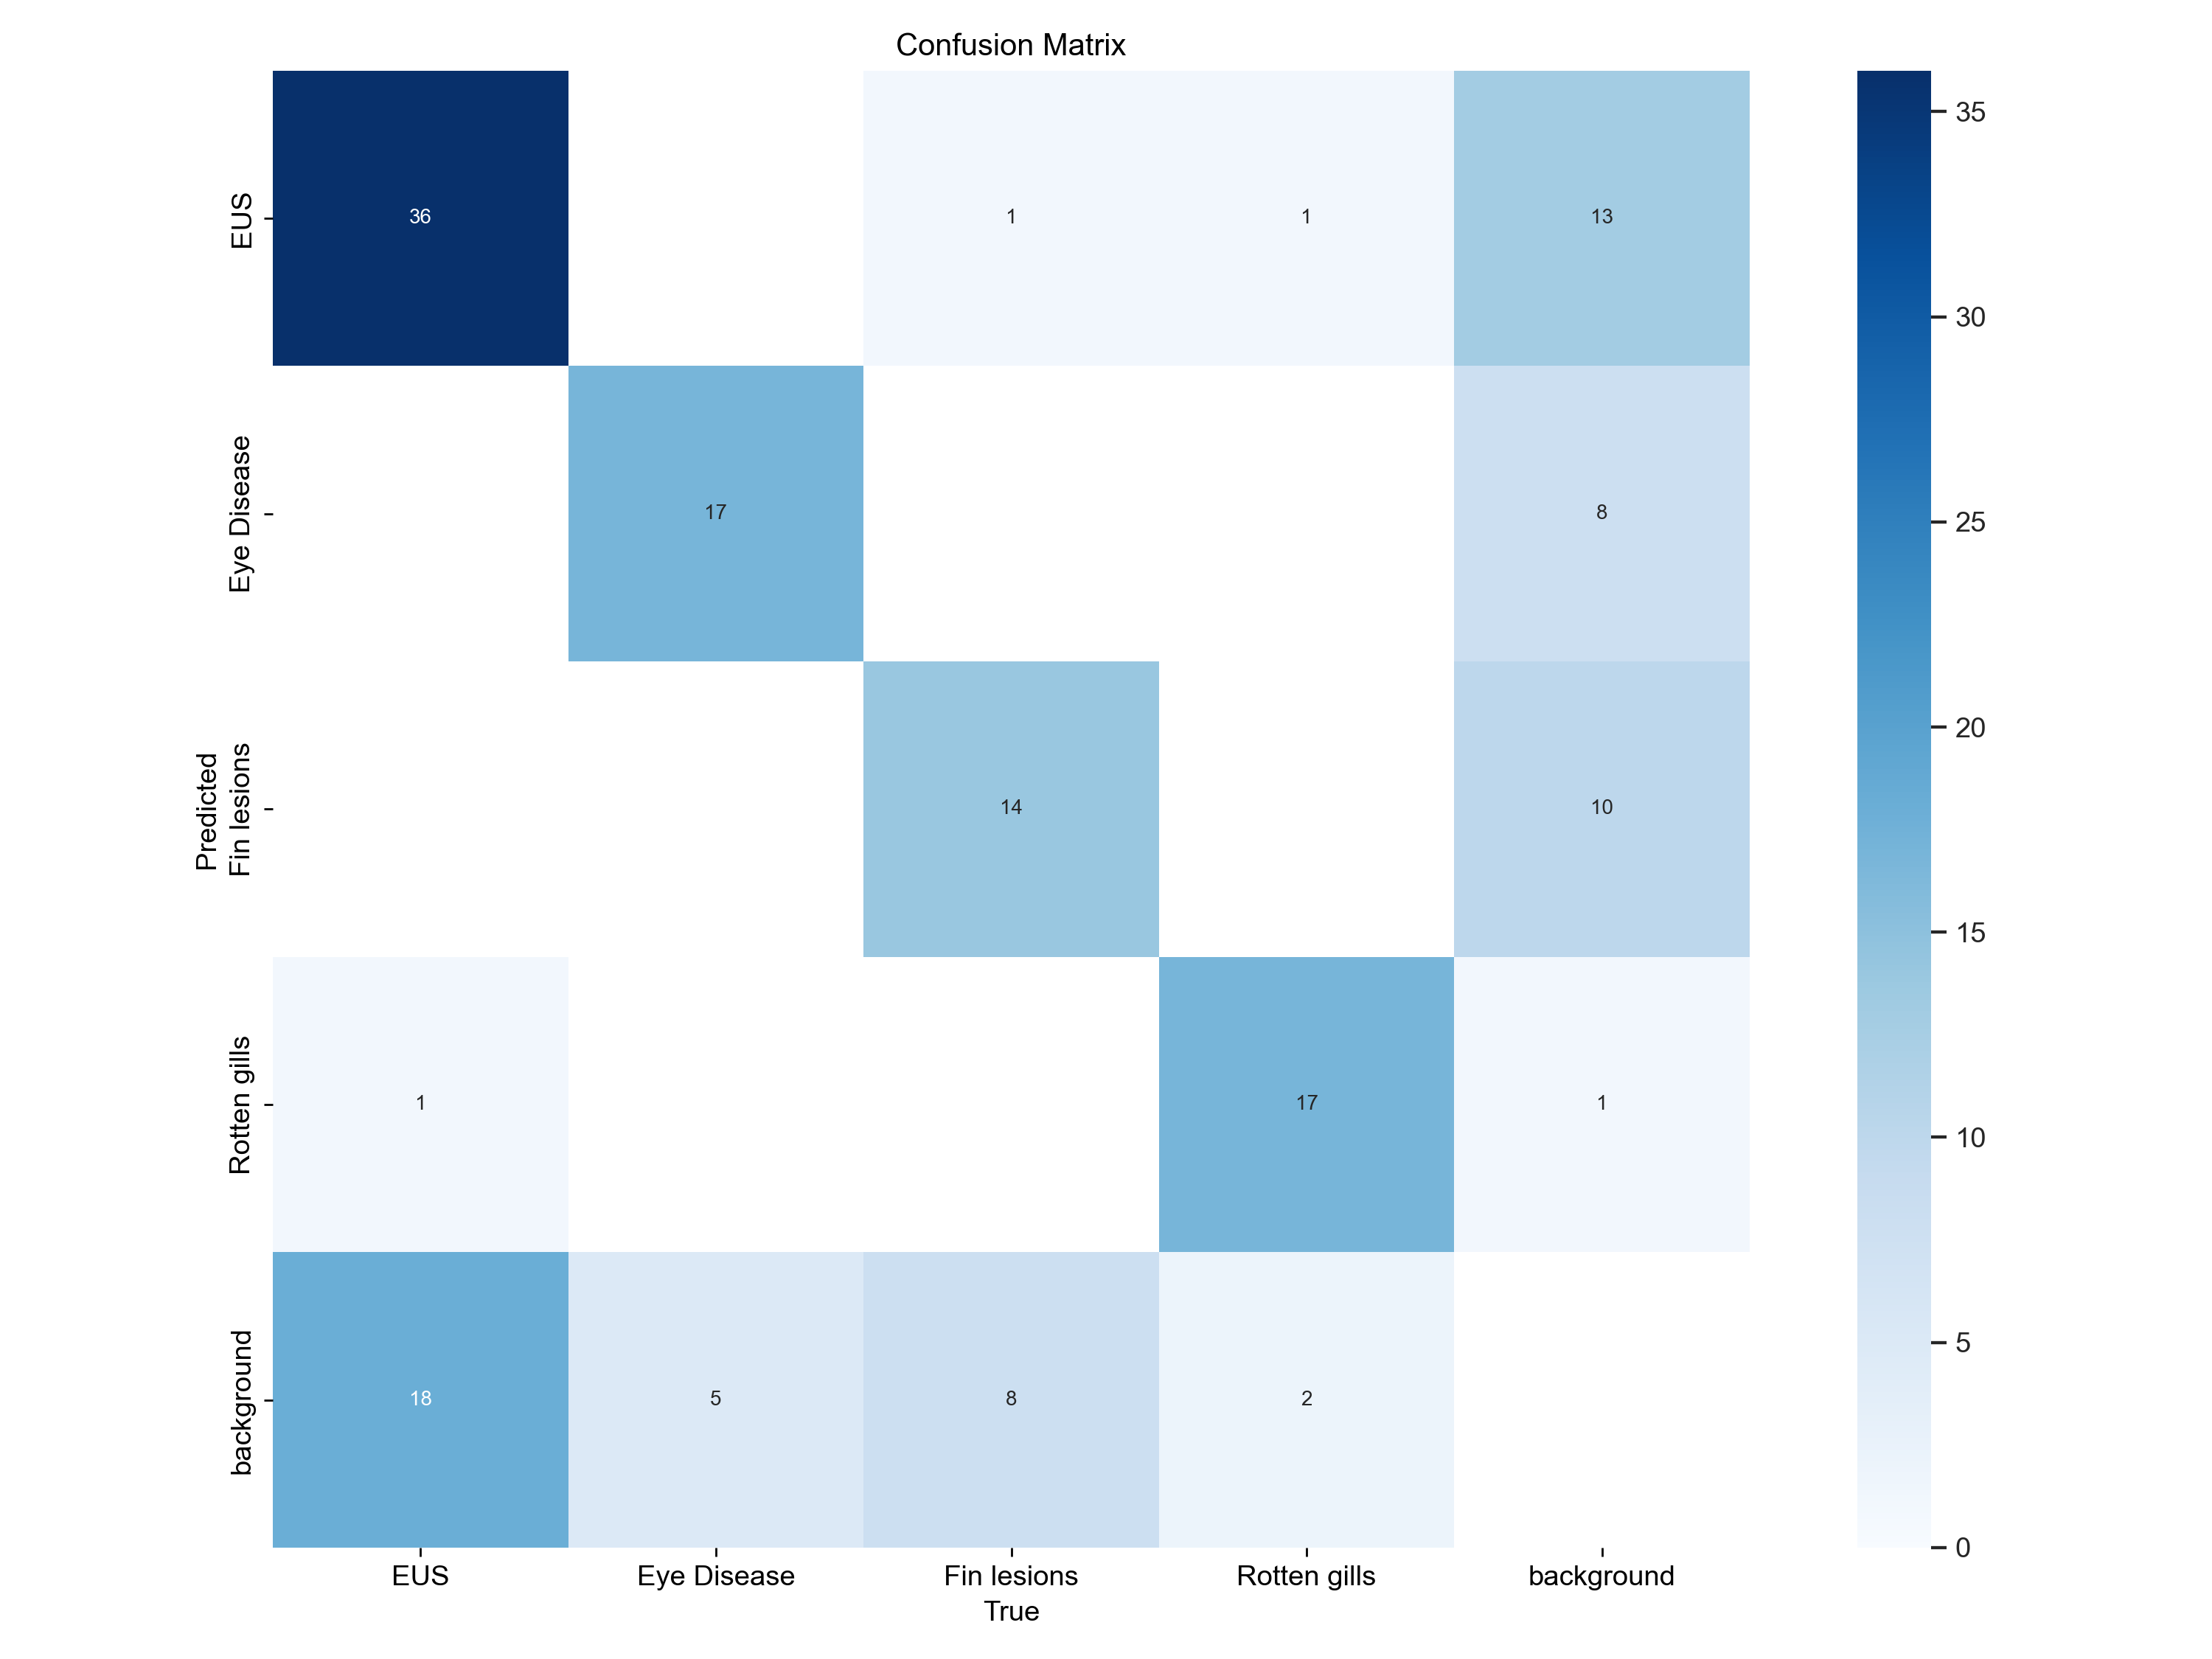 Confusion Matrix
EUS
36
1
1
13
Eye Disease
17
8
Predicted
Fin lesions
14
10
Rotten gills
1
17
1
background
18
5
8
2
EUS
Eye Disease
Fin lesions
Rotten gills
background
True
35
30
25
20
15
10
5
0